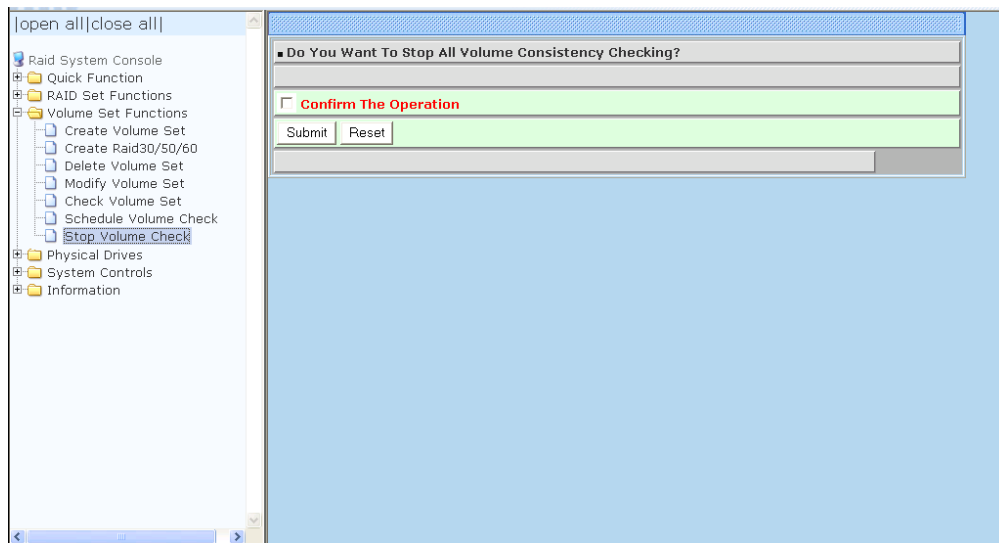 |open all|close all|
Raid System Console
Quick Function
RAID Set Functions
Volume Set Functions
Create Volume Set
Create Raid30/50/60
Delete Volume Set
Modify Volume Set
Check Volume Set
Schedule Volume Check
Stop Volume Check
Physical Drives
System Controls
Information
Do You Want To Stop All Volume Consistency Checking?
Confirm The Operation
Submit Reset